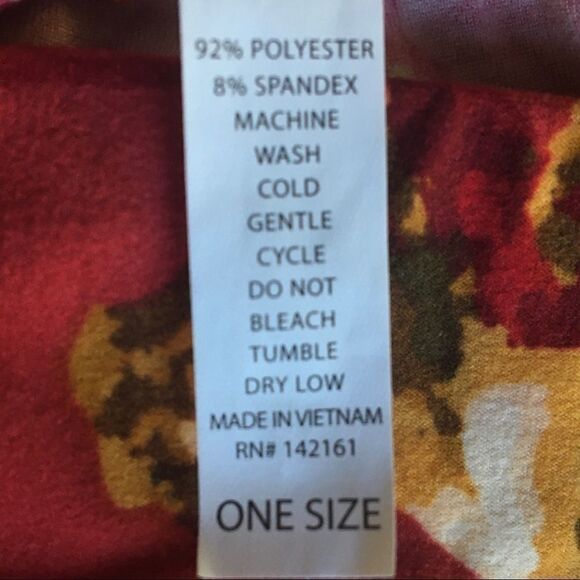 92% POLYESTER
8% SPANDEX
MACHINE
WASH
COLD
GENTLE
CYCLE
DO NOT
BLEACH
TUMBLE
DRY LOW
MADE IN VIETNAM
RN# 142161
ONE SIZE